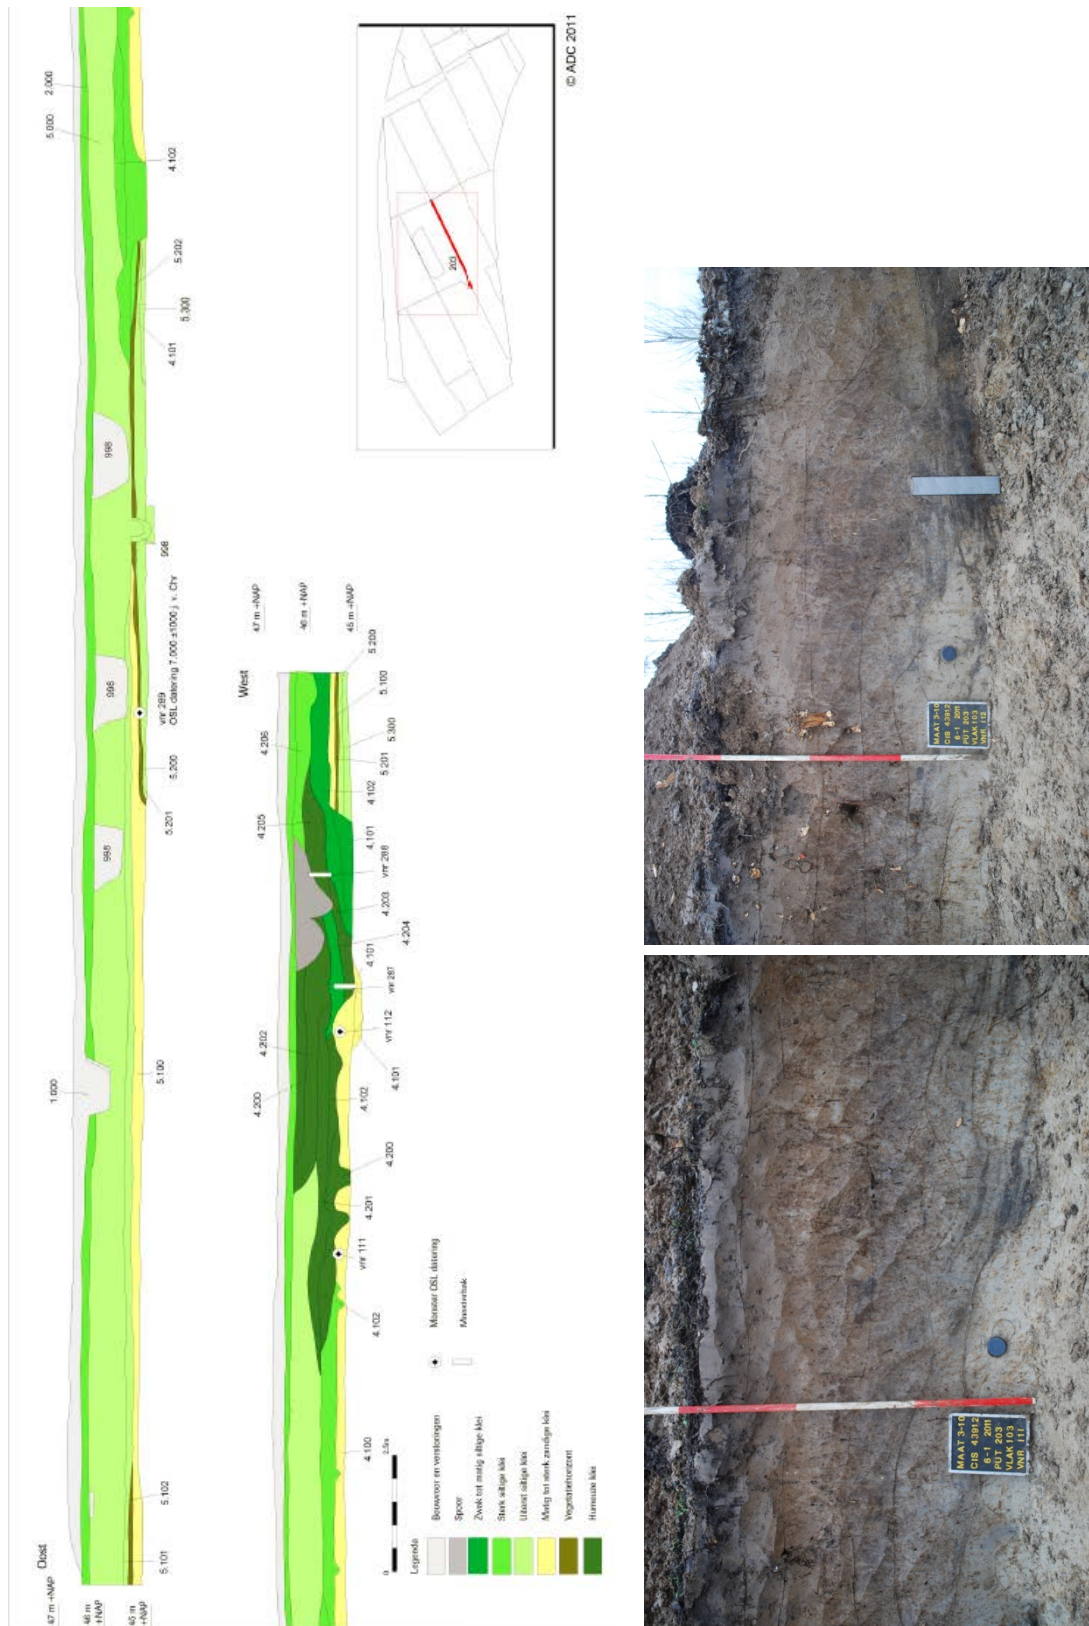 Oost
47 m +NAP
46 m
+NAP
45 m
+NAP
5.101
5.102
1.000
5.100
998
5.201
5.200
vnr 289
OSL datering 7.000 ±1000 j. v. Chr
998
998
998
4.101
5.300
5.202
4.102
5.000
2.000
West
47 m +NAP
46 m +NAP
45 m +NAP
4.100
4.102
vnr 111
4.201
4.200
4.102
4.101
vnr 112
vnr 287
4.101
4.204
4.203
vnr 288
4.101
4.102
5.201
5.300
5.100
5.200
4.200
4.202
4.205
4.206
203
© ADC 2011
0
2.5m
Legenda
Bouwvoor en verstoringen
Spoor
Zwak tot matig siltige klei
Sterk siltige klei
Uiterst siltige klei
Matig tot sterk zandige klei
Vegetatiehorizont
Humeuze klei
Monster OSL datering
Monsterbak
MAAT 3-10
CIS 43912
6-1 2011
PUT 203
VLAK 103
VNR 112
MAAT 3-10
CIS 43912
6-1 2011
PUT 203
VLAK 103
VNR 111